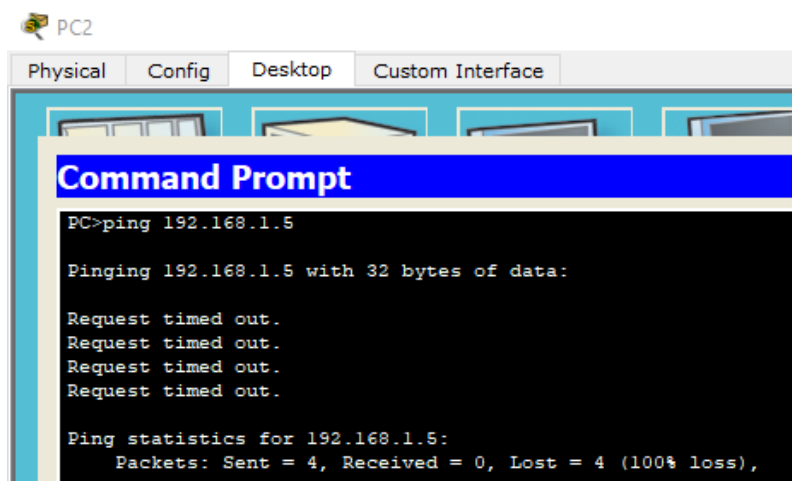 PC2
Physical Config Desktop Custom Interface
Command Prompt
PC>ping 192.168.1.5
Pinging 192.168.1.5 with 32 bytes of data:
Request timed out.
Request timed out.
Request timed out.
Request timed out.
Ping statistics for 192.168.1.5:
Packets: Sent = 4, Received = 0, Lost = 4 (100% loss),